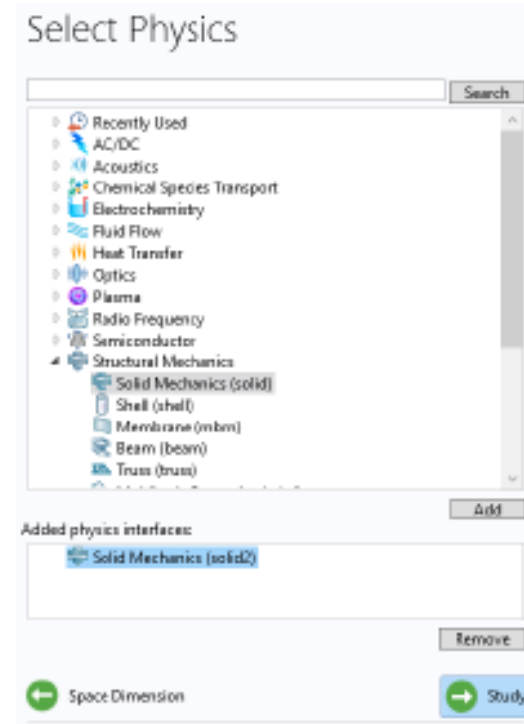 Select Physics
Search
Recently Used
AC/DC
Acoustics
Chemical Species Transport
Electrochemistry
Fluid Flow
Heat Transfer
Optics
Plasma
Radio Frequency
Semiconductor
Structural Mechanics
Solid Mechanics (solid)
Shell (shell)
Membrane (mbrn)
Beam (beam)
Truss (truss)
Add
Added physics interfaces:
Solid Mechanics (solid2)
Remove
Space Dimension
Study